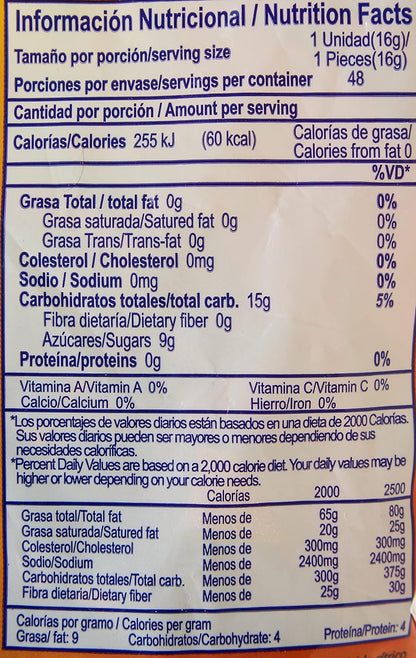 Información Nutricional / Nutrition Facts
Tamaño por porción/serving size 1 Unidad(16g)/
1 Pieces(16g)
Porciones por envase/servings per container 48
Cantidad por porción / Amount per serving
Calorías/Calories 255 kJ (60 kcal) Calorías de grasa/
Calories from fat 0
%VD*
Grasa Total / total fat 0g 0%
Grasa saturada/Satured fat 0g 0%
Grasa Trans/Trans-fat 0g 0%
Colesterol / Cholesterol 0mg 0%
Sodio / Sodium 0mg 0%
Carbohidratos totales/total carb. 15g 5%
Fibra dietaría/Dietary fiber 0g
Azúcares/Sugars 9g
Proteína/proteins 0g 0%
Vitamina A/Vitamin A 0% Vitamina C/Vitamin C 0%
Calcio/Calcium 0% Hierro/Iron 0%
*Los porcentajes de valores diarios están basados en una dieta de 2000 Calorías.
Sus valores diarios pueden ser mayores o menores dependiendo de sus
necesidades caloríficas.
*Percent Daily Values are based on a 2,000 calorie diet. Your daily values may be
higher or lower depending on your calorie needs.
Calorías 2000 2500
Grasa total/Total fat Menos de 65g 80g
Grasa saturada/Satured fat Menos de 20g 25g
Colesterol/Cholesterol Menos de 300mg 300mg
Sodio/Sodium Menos de 2400mg 2400mg
Carbohidratos totales/Total carb. Menos de 300g 375g
Fibra dietaria/Dietary fiber Menos de 25g 30g
Calorías por gramo / Calories per gram
Grasa/ fat: 9 Carbohidratos/Carbohydrate: 4 Proteína/Protein: 4